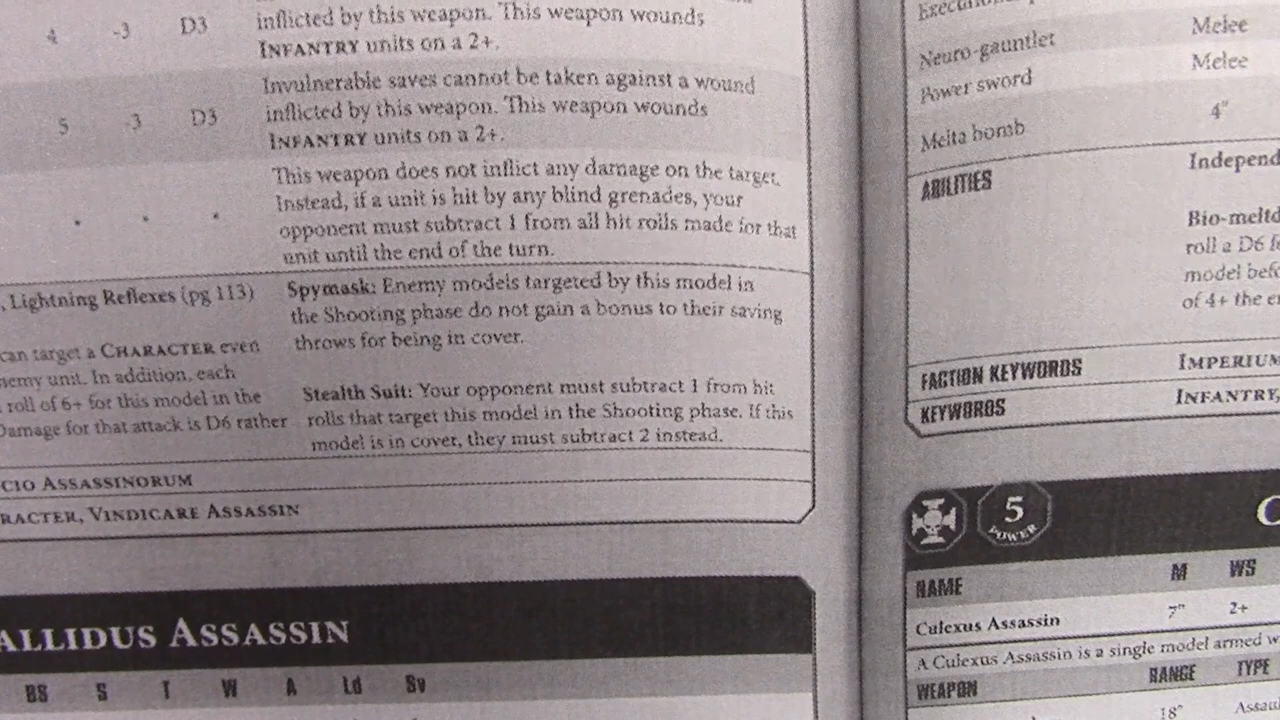 inflicted by this weapon. This weapon wounds
4 -3 D3
INFANTRY units on a 2+.
Invulnerable saves cannot be taken against a wound
5 -3 D3 inflicted by this weapon. This weapon wounds
INFANTRY units on a 2+.
This weapon does not inflict any damage on the target.
Instead, if a unit is hit by any blind grenades, your
* * * opponent must subtract 1 from all hit rolls made for that
unit until the end of the turn.
, Lightning Reflexes (pg 113)
can target a CHARACTER even
enemy unit. In addition, each
roll of 6+ for this model in the
Damage for that attack is D6 rather
Spymask: Enemy models targeted by this model in
the Shooting phase do not gain a bonus to their saving
throws for being in cover.
Stealth Suit: Your opponent must subtract 1 from hit
rolls that target this model in the Shooting phase. If this
model is in cover, they must subtract 2 instead.
CIO ASSASSINORUM
RACTER, VINDICARE ASSASSIN
ALLIDUS ASSASSIN
BS S T W A Ld Sv
Neuro-gauntlet Melee
Power sword Melee
Melta bomb 4"
ABILITIES Independ
Bio-meltd
roll a D6 f
model befo
of 4+ the e
FACTION KEYWORDS IMPERIUM
KEYWORDS INFANTRY,
5 POWER C
NAME M WS
Culexus Assassin 7" 2+
A Culexus Assassin is a single model armed w
WEAPON RANGE TYPE
18" Assau